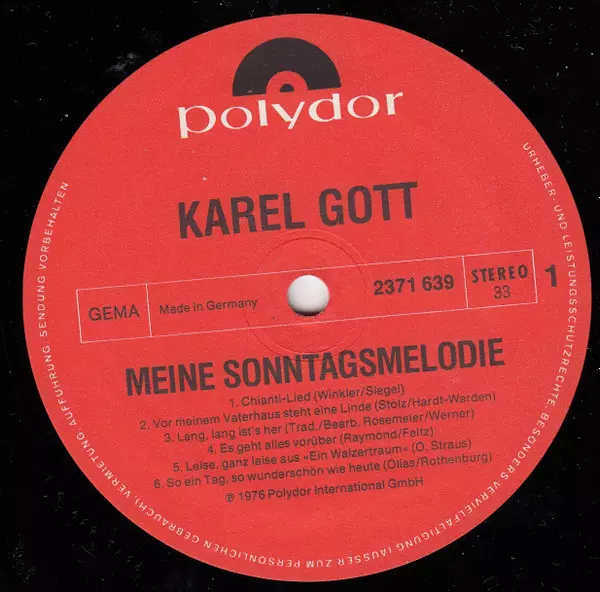 polydor
KAREL GOTT
GEMA
Made in Germany
2371 639
STEREO
33
1
MEINE SONNTAGSMELODIE
1. Chianti-Lied (Winkler/Siegel)
2. Vor meinem Vaterhaus steht eine Linde (Stolz/Hardt-Warden)
3. Lang, lang ist's her (Trad./Bearb. Rosemeier/Werner)
4. Es geht alles vorüber (Raymond/Feltz)
5. Leise, ganz leise aus »Ein Walzertraum« (O. Straus)
6. So ein Tag, so wunderschön wie heute (Olias/Rothenburg)
℗ 1976 Polydor International GmbH
URHEBER- UND LEISTUNGSSCHUTZRECHTE BESONDERS VERVIELFÄLTIGUNG (AUSSER ZUM PERSÖNLICHEN GEBRAUCH), VERMIETUNG, AUFFÜHRUNG, SENDUNG VORBEHALTEN